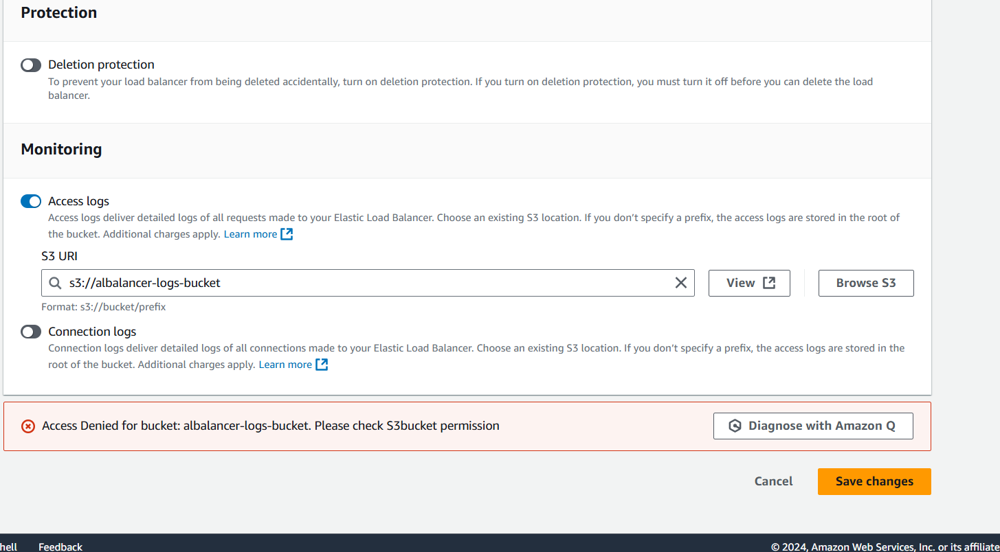 Protection
Deletion protection
To prevent your load balancer from being deleted accidentally, turn on deletion protection. If you turn on deletion protection, you must turn it off before you can delete the load
balancer.
Monitoring
Access logs
Access logs deliver detailed logs of all requests made to your Elastic Load Balancer. Choose an existing S3 location. If you don’t specify a prefix, the access logs are stored in the root of
the bucket. Additional charges apply. Learn more
S3 URI
s3://albalancer-logs-bucket
View
Browse S3
Format: s3://bucket/prefix
Connection logs
Connection logs deliver detailed logs of all connections made to your Elastic Load Balancer. Choose an existing S3 location. If you don’t specify a prefix, the access logs are stored in the
root of the bucket. Additional charges apply. Learn more
Access Denied for bucket: albalancer-logs-bucket. Please check S3bucket permission
Diagnose with Amazon Q
Cancel
Save changes
hell
Feedback
© 2024, Amazon Web Services, Inc. or its affiliate